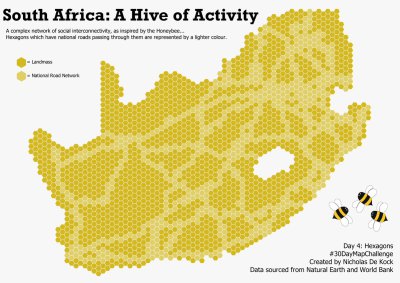 South Africa: A Hive of Activity
A complex network of social interconnectivity, as inspired by the Honeybee...
Hexagons which have national roads passing through them are represented by a lighter colour.
= Landmass
= National Road Network
Day 4: Hexagons
#30DayMapChallenge
Created by Nicholas De Kock
Data sourced from Natural Earth and World Bank